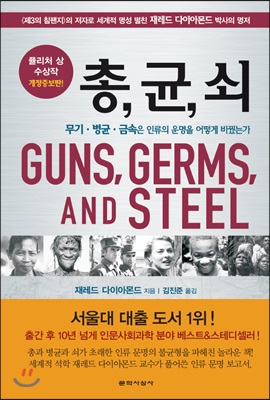 <제3의 침팬지>의 저자로 세계적 명성 떨친 재레드 다이아몬드 박사의 명저
퓰리처 상
수상작
개정증보판!
총, 균, 쇠
무기·병균·금속은 인류의 운명을 어떻게 바꿨는가
GUNS, GERMS,
AND STEEL
재레드 다이아몬드 지음 | 김진준 옮김
서울대 대출 도서 1위!
출간 후 10년 넘게 인문사회과학 분야 베스트&스테디셀러!
총과 병균과 쇠가 초래한 인류 문명의 불균형을 파헤친 놀라운 책!
세계적 석학 재레드 다이아몬드 교수가 풀어쓴 인류 문명 보고서.
문학사상사
yes24